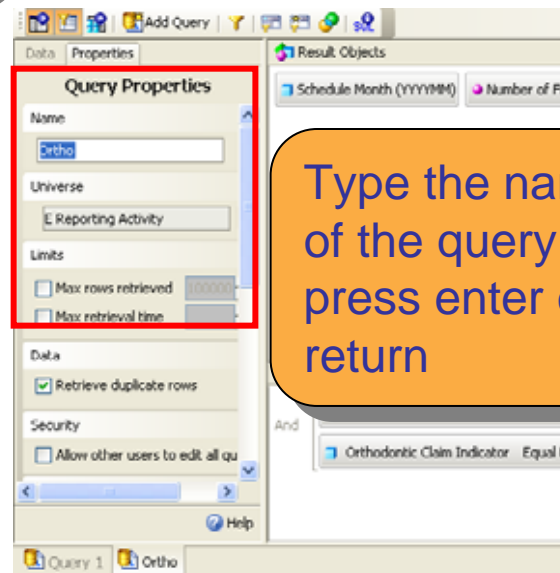 Add Query
Data Properties
Result Objects
Query Properties
Schedule Month (YYYYMM) Number of
Name
Ortho
Universe
E Reporting Activity
Type the
of the query
press enter
return
Limits
Max rows retrieved 100000
Max retrieval time
Data
Retrieve duplicate rows
Security
Allow other users to edit all
And
Orthodontic Claim Indicator Equal
Help
Query 1 Ortho